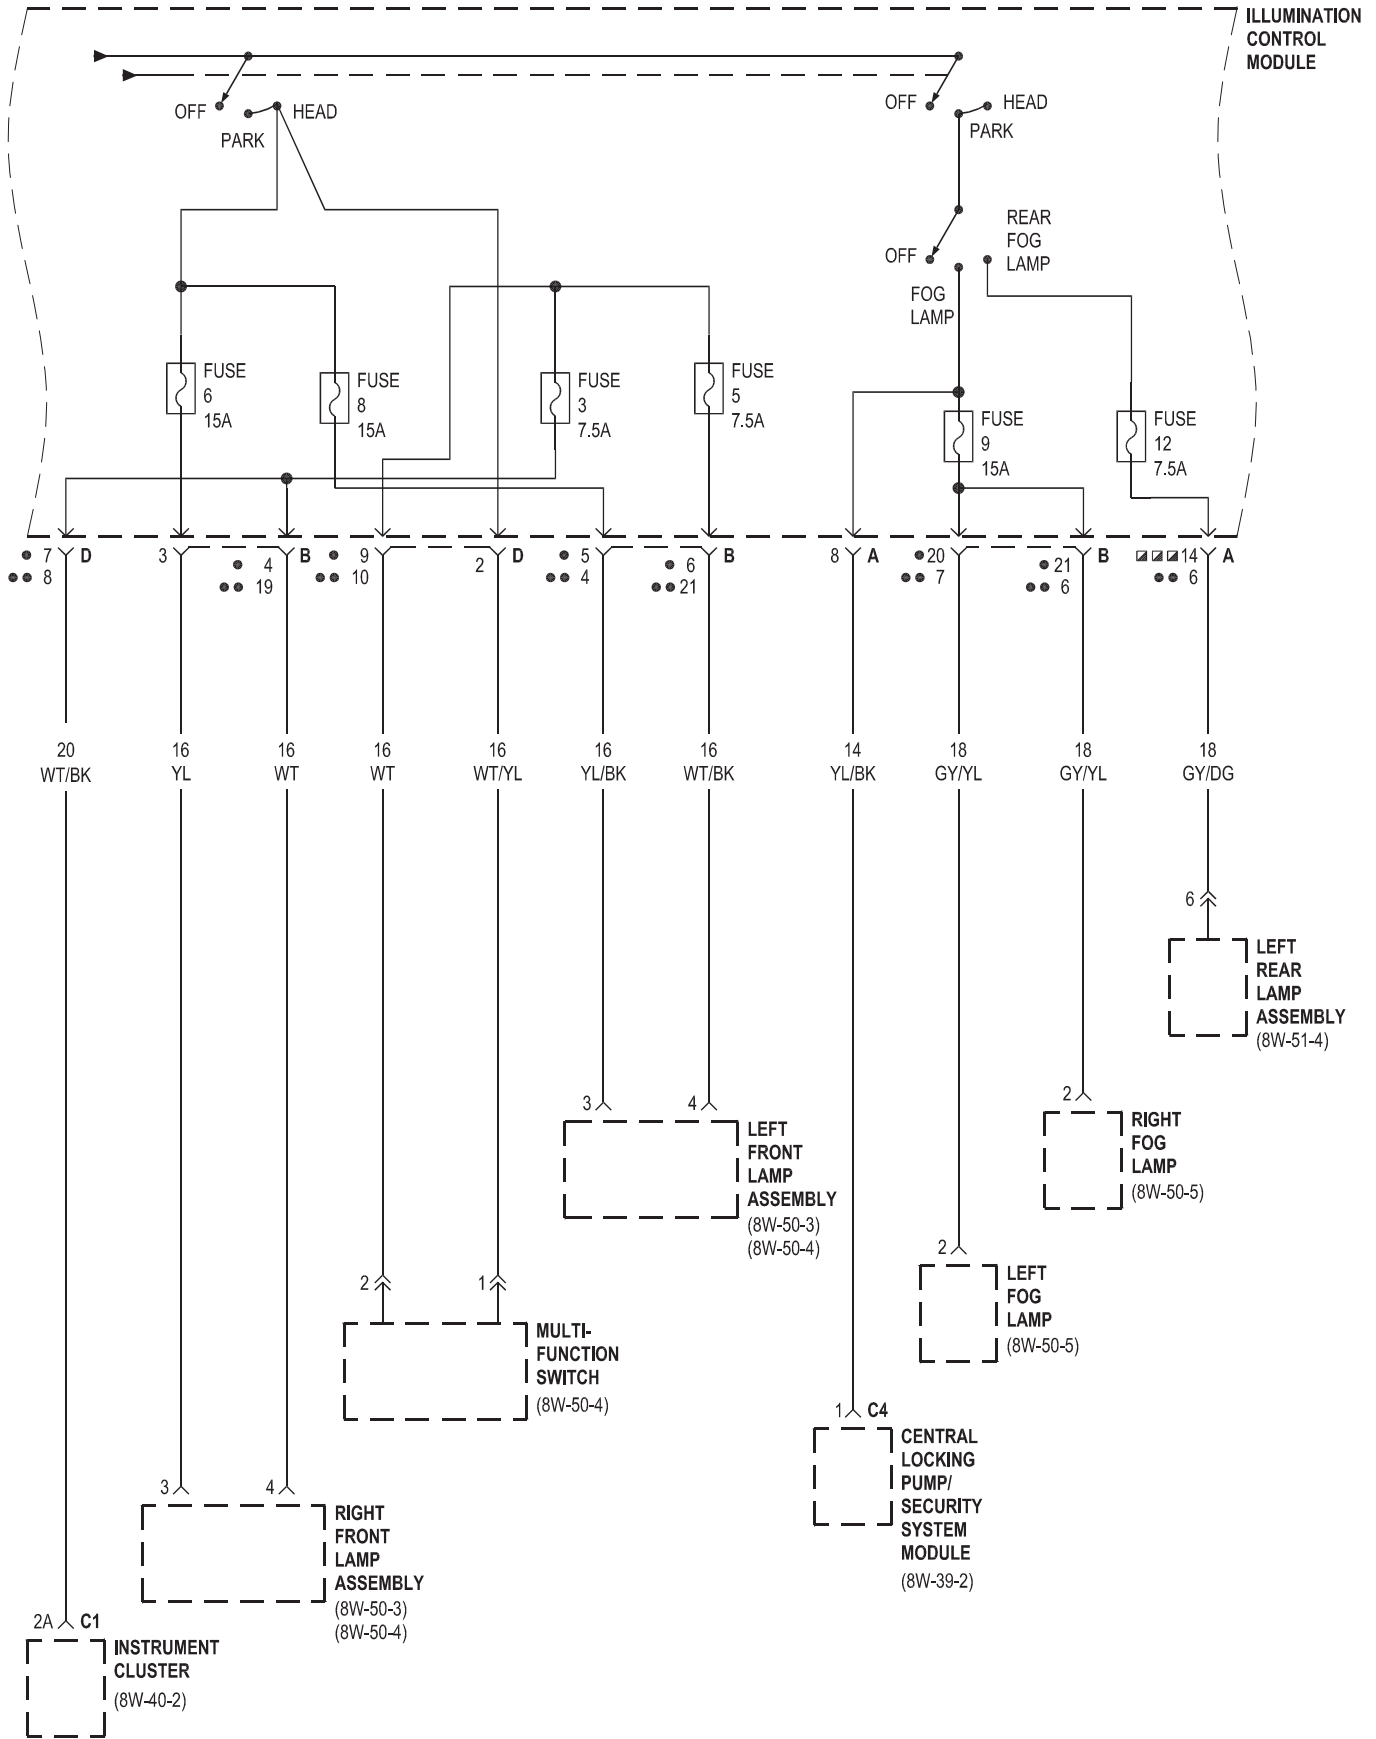 ILLUMINATION
CONTROL
MODULE
OFF
PARK
HEAD
OFF
HEAD
PARK
OFF
REAR
FOG
LAMP
FOG
LAMP
FUSE
6
15A
FUSE
8
15A
FUSE
3
7.5A
FUSE
5
7.5A
FUSE
9
15A
FUSE
12
7.5A
7 D
8
3
4 B
19
9
10
2 D
5
4
6 B
21
8 A
20
7
21 B
6
14 A
6
20
WT/BK
16
YL
16
WT
16
WT
16
WT/YL
16
YL/BK
16
WT/BK
14
YL/BK
18
GY/YL
18
GY/YL
18
GY/DG
6
LEFT
REAR
LAMP
ASSEMBLY
(8W-51-4)
2
RIGHT
FOG
LAMP
(8W-50-5)
3
4
LEFT
FRONT
LAMP
ASSEMBLY
(8W-50-3)
(8W-50-4)
2
LEFT
FOG
LAMP
(8W-50-5)
2
1
MULTI-
FUNCTION
SWITCH
(8W-50-4)
1 C4
CENTRAL
LOCKING
PUMP/
SECURITY
SYSTEM
MODULE
(8W-39-2)
3
4
RIGHT
FRONT
LAMP
ASSEMBLY
(8W-50-3)
(8W-50-4)
2A C1
INSTRUMENT
CLUSTER
(8W-40-2)